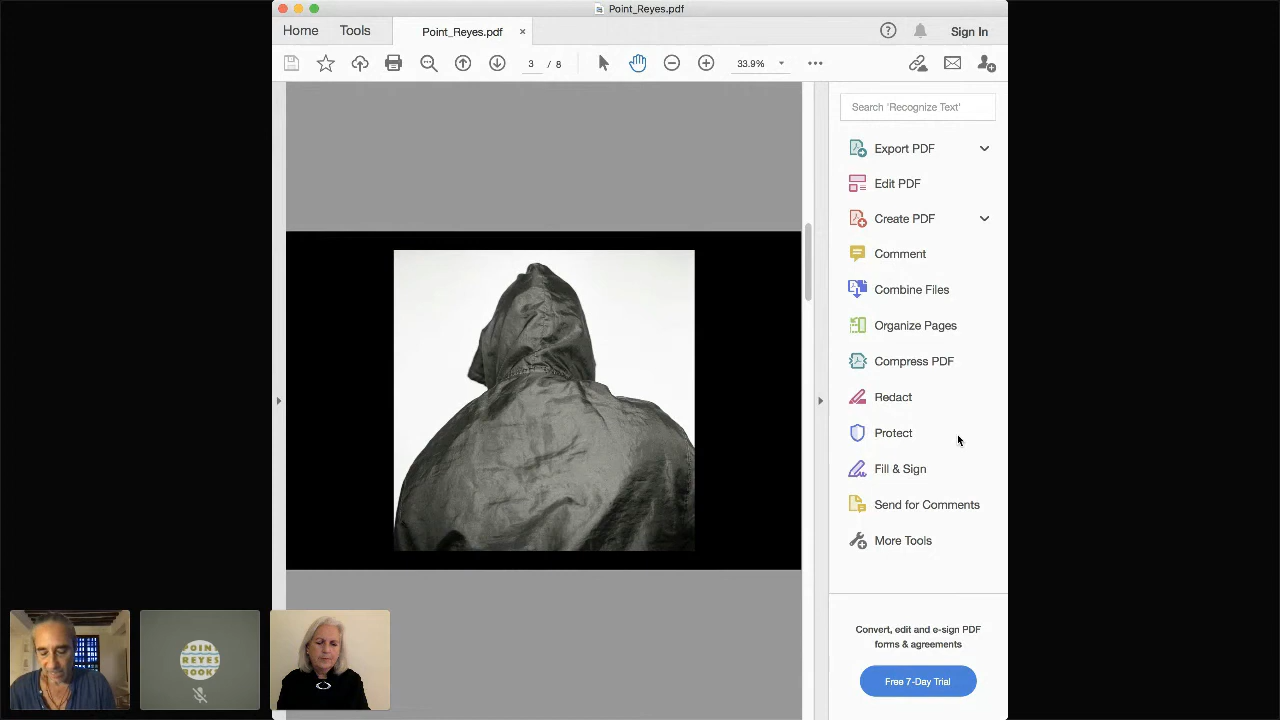 Point_Reyes.pdf
Home
Tools
Point_Reyes.pdf
×
?
Sign In
3 / 8
33.9%
Search 'Recognize Text'
Export PDF
Edit PDF
Create PDF
Comment
Combine Files
Organize Pages
Compress PDF
Redact
Protect
Fill & Sign
Send for Comments
More Tools
Convert, edit and e-sign PDF
forms & agreements
Free 7-Day Trial
POIN
REYES
BOOK